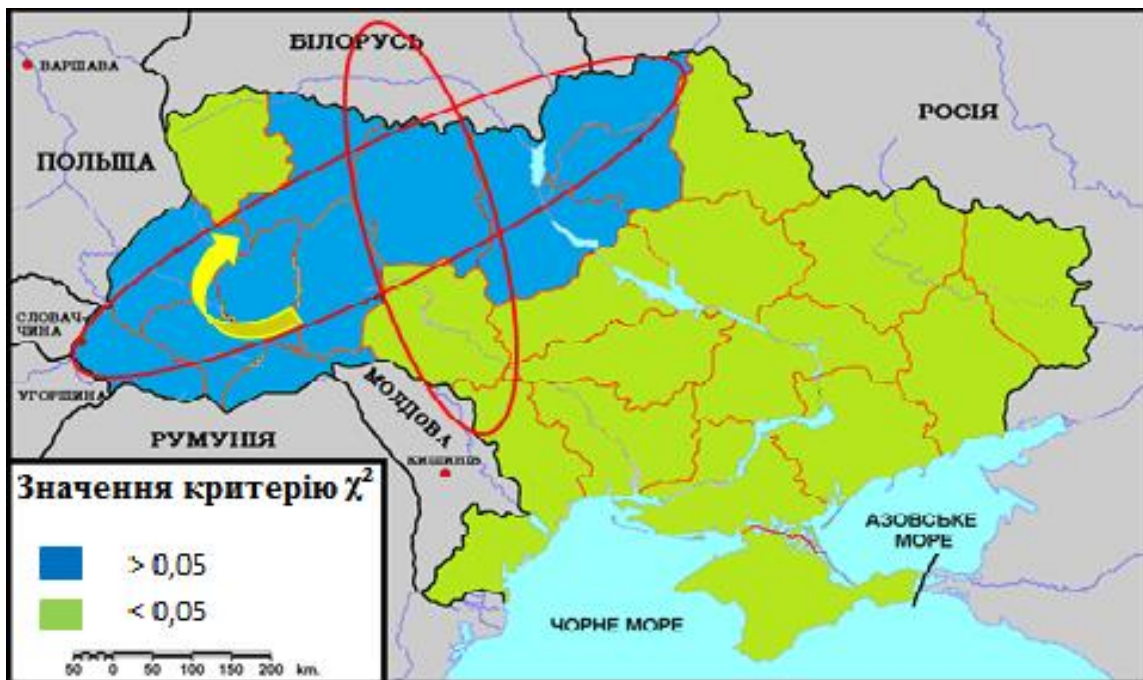 БІЛОРУСЬ
ВАРШАВА
РОСІЯ
ПОЛЬЩА
СЛОВАЧ-
ЧИНА
УГОРЩИНА
МОЛДОВА
РУМУНІЯ
КИШИНІВ
Значення критерію χ²
> 0,05
< 0,05
АЗОВСЬКЕ
МОРЕ
ЧОРНЕ МОРЕ
50 0 50 100 150 200 km.